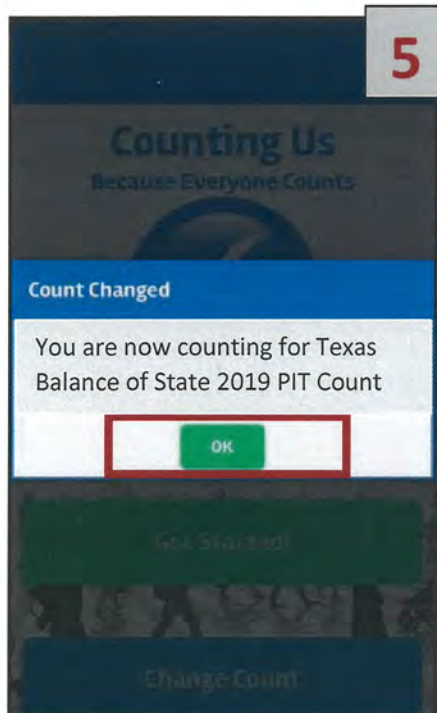 5
Counting Us
Because Everyone Counts
Count Changed
You are now counting for Texas
Balance of State 2019 PIT Count
OK
Get Started!
Change Count